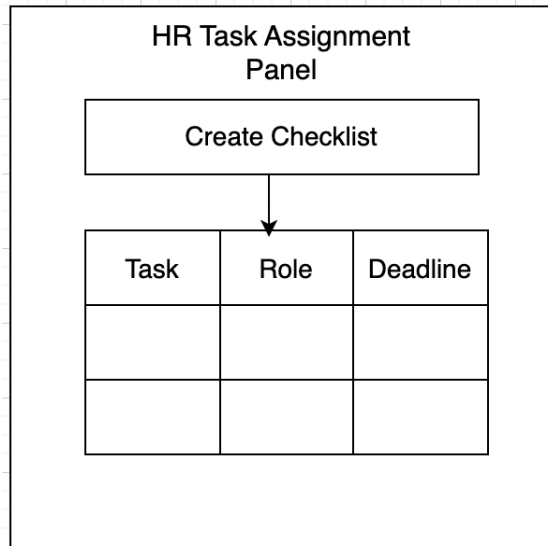 HR Task Assignment
Panel
Create Checklist
Task Role Deadline